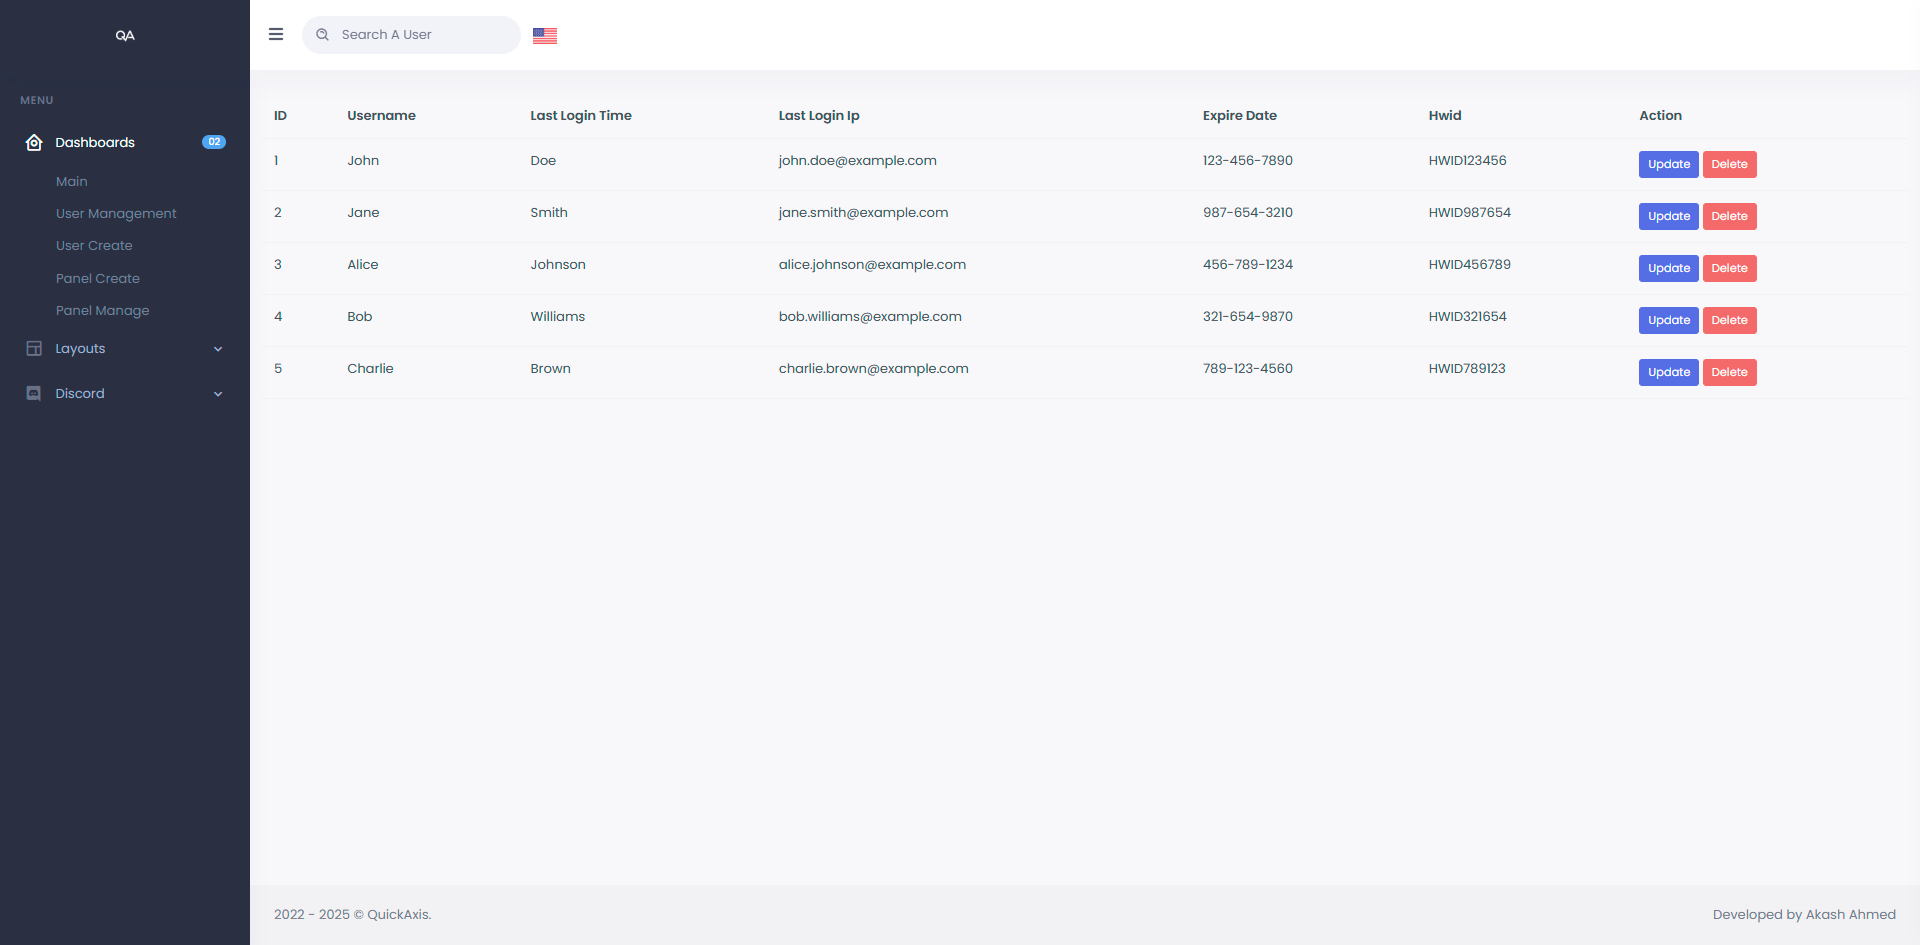 QA
Search A User
MENU
Dashboards 02
Main
User Management
User Create
Panel Create
Panel Manage
Layouts
Discord
ID Username Last Login Time Last Login Ip Expire Date Hwid Action
1 John Doe john.doe@example.com 123-456-7890 HWID123456 Update Delete
2 Jane Smith jane.smith@example.com 987-654-3210 HWID987654 Update Delete
3 Alice Johnson alice.johnson@example.com 456-789-1234 HWID456789 Update Delete
4 Bob Williams bob.williams@example.com 321-654-9870 HWID321654 Update Delete
5 Charlie Brown charlie.brown@example.com 789-123-4560 HWID789123 Update Delete
2022 - 2025 © QuickAxis. Developed by Akash Ahmed